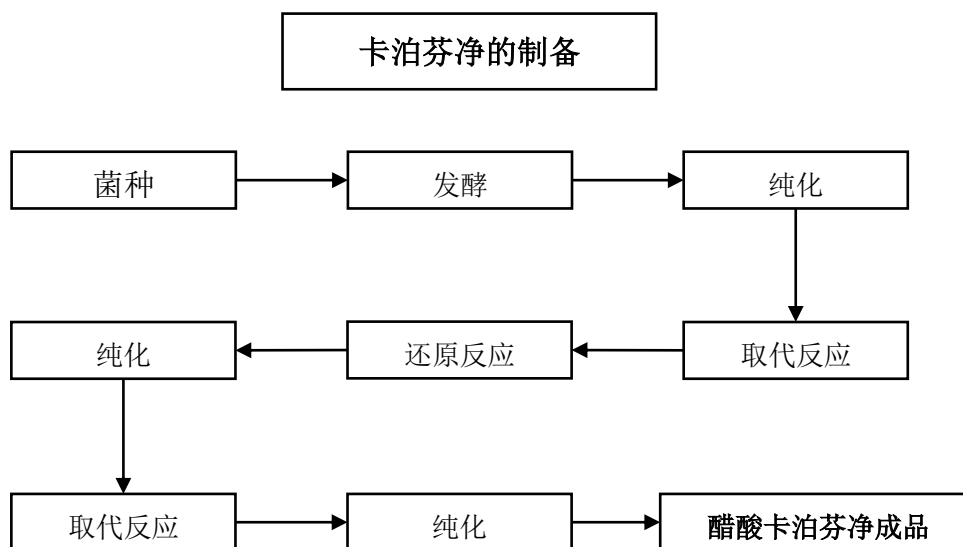 卡泊芬净的制备
菌种
发酵
纯化
取代反应
还原反应
纯化
取代反应
纯化
醋酸卡泊芬净成品